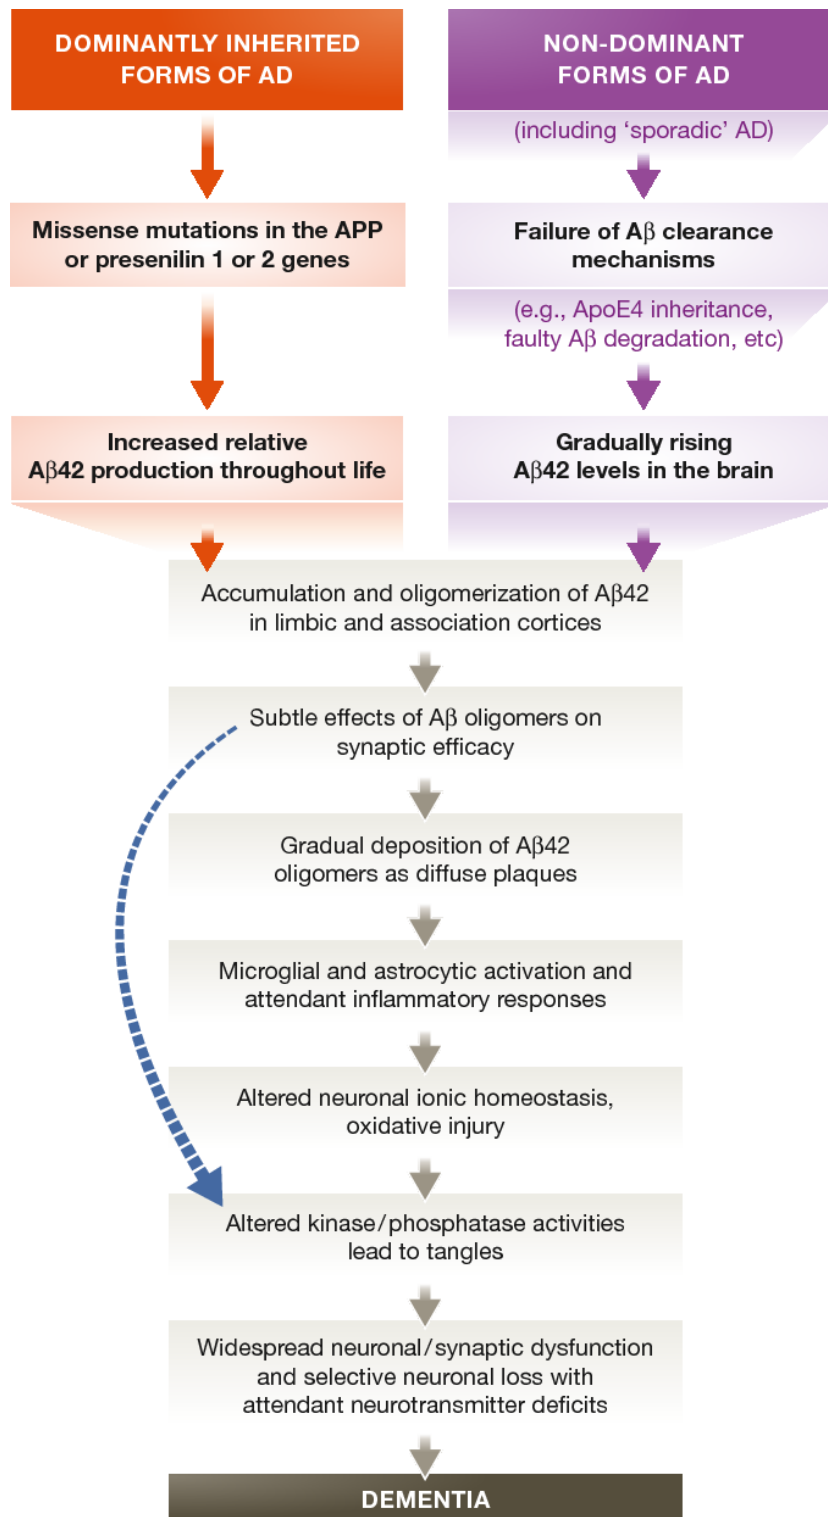 DOMINANTLY INHERITED
FORMS OF AD
NON-DOMINANT
FORMS OF AD
(including ‘sporadic’ AD)
Missense mutations in the APP
or presenilin 1 or 2 genes
Failure of Aβ clearance
mechanisms
(e.g., ApoE4 inheritance,
faulty Aβ degradation, etc)
Increased relative
Aβ42 production throughout life
Gradually rising
Aβ42 levels in the brain
Accumulation and oligomerization of Aβ42
in limbic and association cortices
Subtle effects of Aβ oligomers on
synaptic efficacy
Gradual deposition of Aβ42
oligomers as diffuse plaques
Microglial and astrocytic activation and
attendant inflammatory responses
Altered neuronal ionic homeostasis,
oxidative injury
Altered kinase/phosphatase activities
lead to tangles
Widespread neuronal/synaptic dysfunction
and selective neuronal loss with
attendant neurotransmitter deficits
DEMENTIA